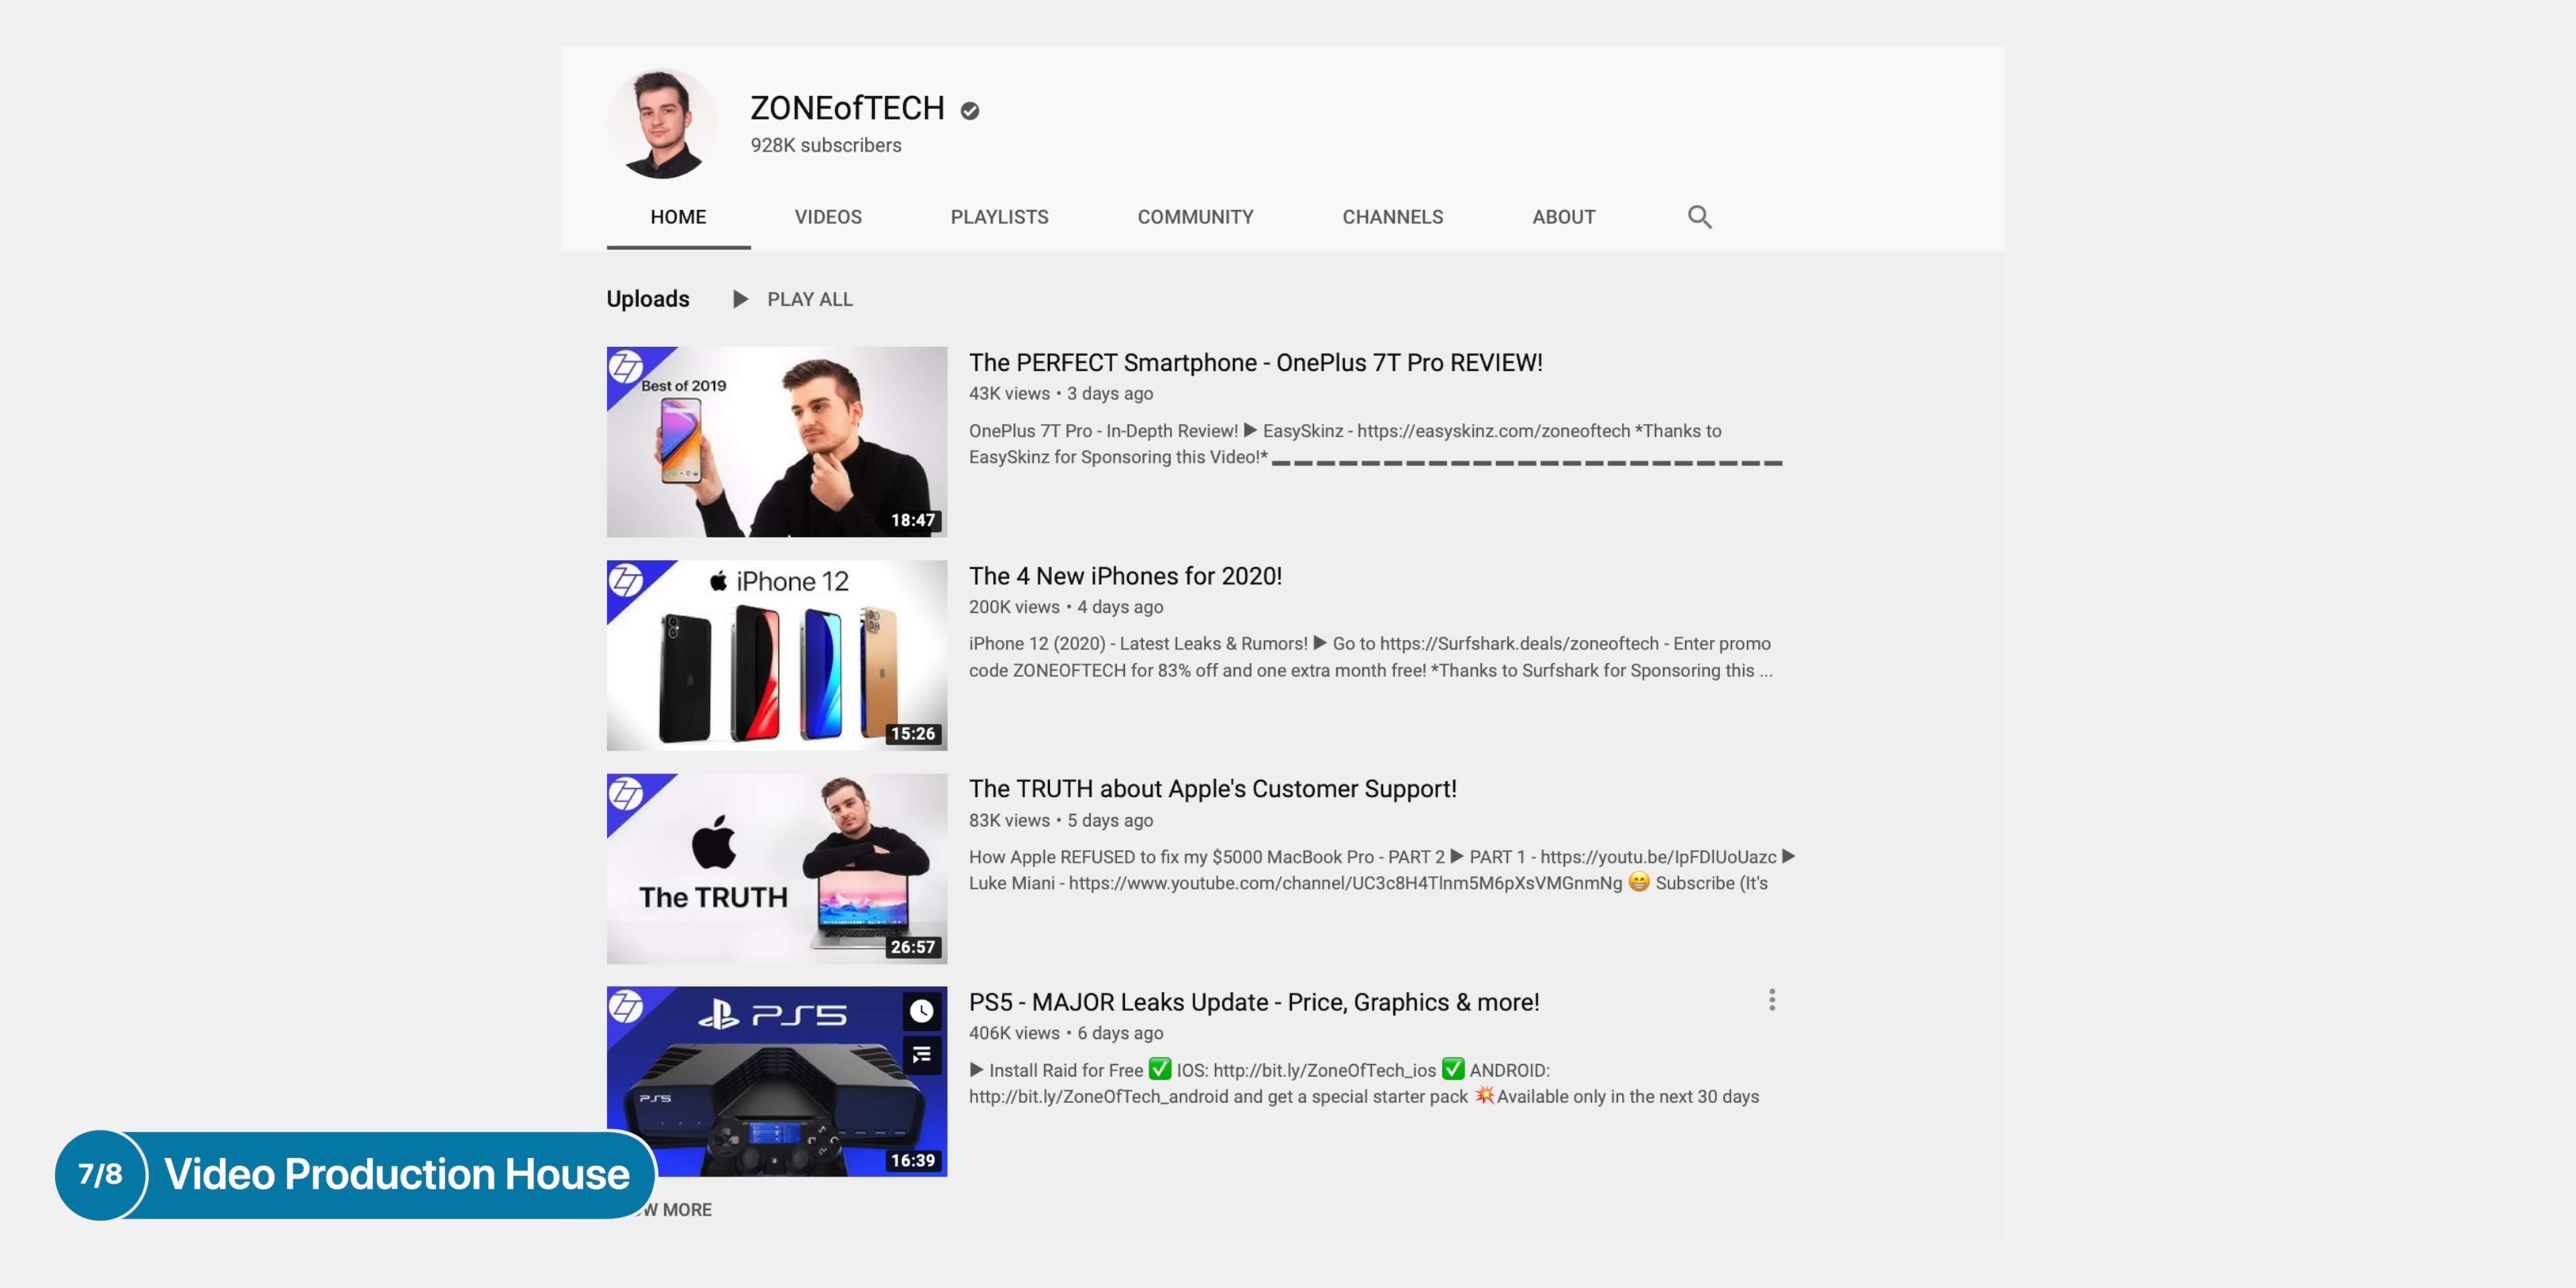 ZONEofTECH
928K subscribers
HOME VIDEOS PLAYLISTS COMMUNITY CHANNELS ABOUT
Uploads PLAY ALL
Best of 2019
18:47
The PERFECT Smartphone - OnePlus 7T Pro REVIEW!
43K views • 3 days ago
OnePlus 7T Pro - In-Depth Review! ▶ EasySkinz - https://easyskinz.com/zoneoftech *Thanks to
EasySkinz for Sponsoring this Video!* ▬▬▬▬▬▬▬▬▬▬▬▬▬▬▬▬▬▬▬▬▬▬▬
iPhone 12
15:26
The 4 New iPhones for 2020!
200K views • 4 days ago
iPhone 12 (2020) - Latest Leaks & Rumors! ▶ Go to https://Surfshark.deals/zoneoftech - Enter promo
code ZONEOFTECH for 83% off and one extra month free! *Thanks to Surfshark for Sponsoring this ...
The TRUTH
26:57
The TRUTH about Apple's Customer Support!
83K views • 5 days ago
How Apple REFUSED to fix my $5000 MacBook Pro - PART 2 ▶ PART 1 - https://youtu.be/IpFDlUoUazc ▶
Luke Miani - https://www.youtube.com/channel/UC3c8H4Tlnm5M6pXsVMGnmNg 😁 Subscribe (It's
PS5
PS5
16:39
PS5 - MAJOR Leaks Update - Price, Graphics & more!
406K views • 6 days ago
▶ Install Raid for Free ✅ IOS: http://bit.ly/ZoneOfTech_ios ✅ ANDROID:
http://bit.ly/ZoneOfTech_android and get a special starter pack 💥Available only in the next 30 days
7/8 Video Production House
W MORE